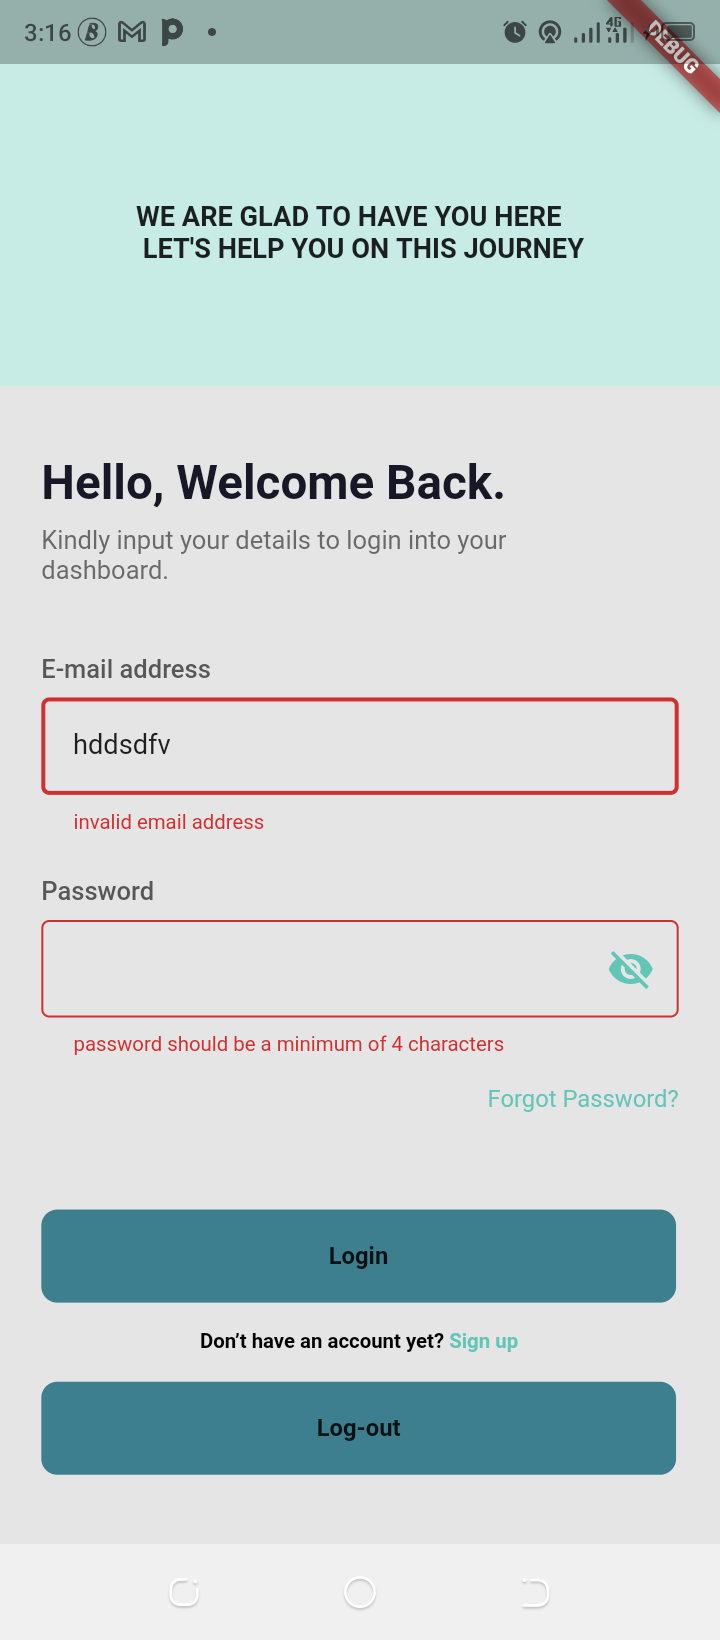 3:16
4G
DEBUG
WE ARE GLAD TO HAVE YOU HERE
LET'S HELP YOU ON THIS JOURNEY
Hello, Welcome Back.
Kindly input your details to login into your
dashboard.
E-mail address
hddsdfv
invalid email address
Password
password should be a minimum of 4 characters
Forgot Password?
Login
Don’t have an account yet? Sign up
Log-out